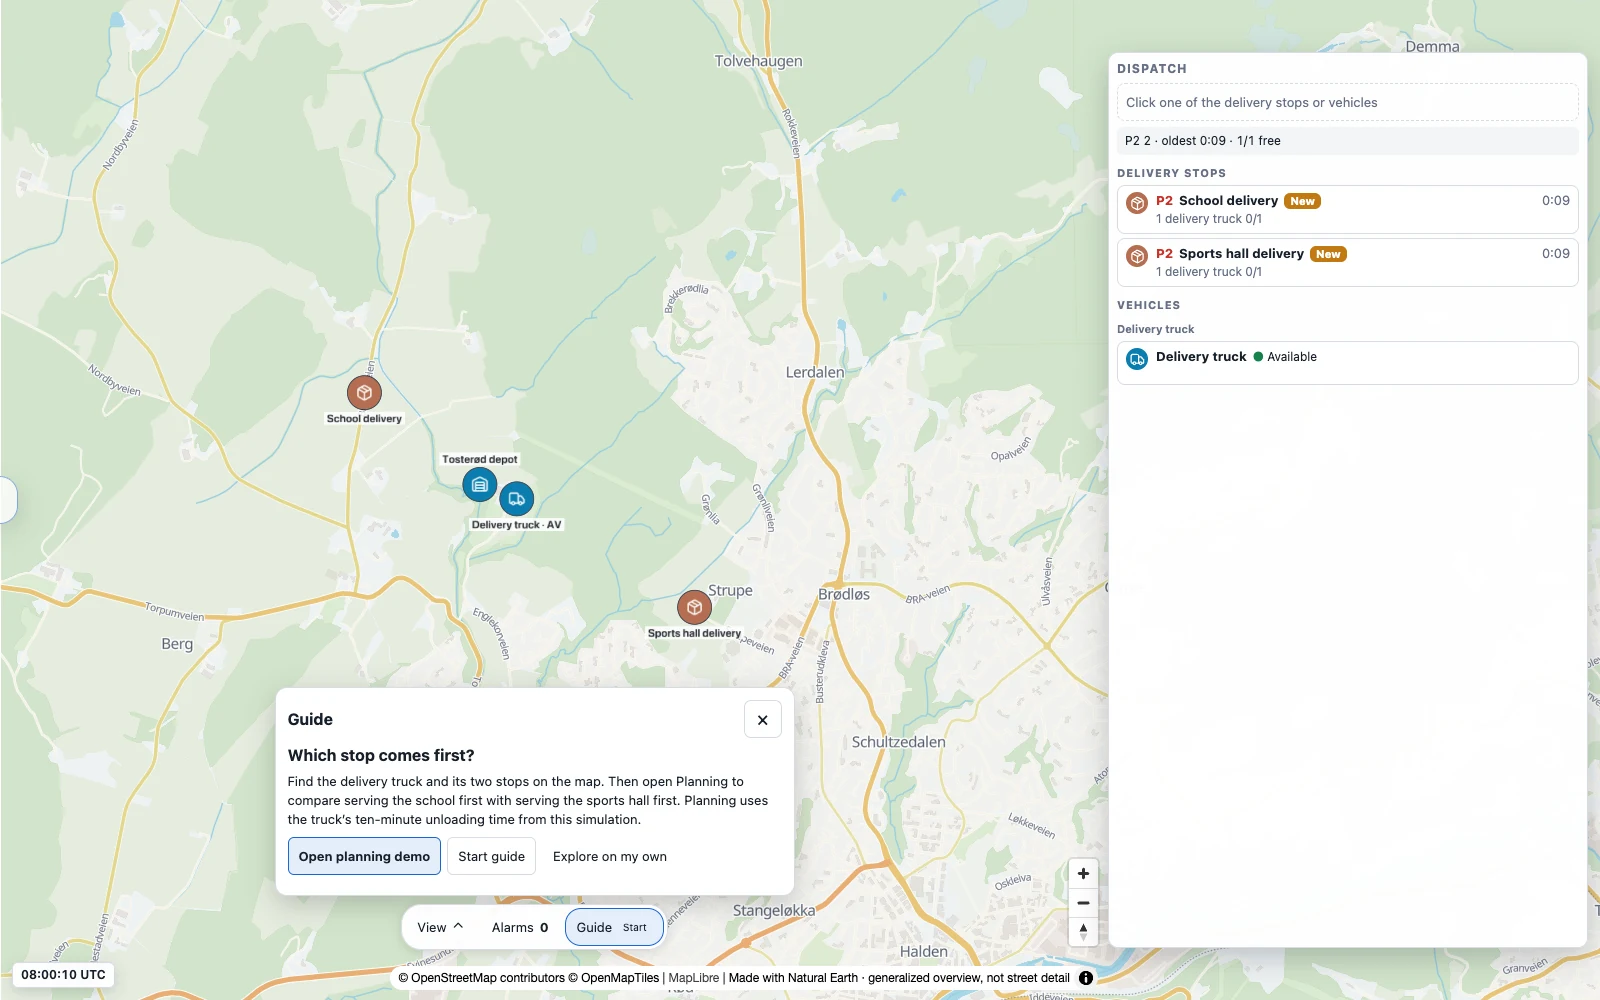 Tolvehaugen
Demma
Rokkeveien
Nordbyveien
Nordbyveien
Brekkerødlia
Lerdalen
School delivery
Opalveien
Tosterød depot
Delivery truck · AV
Grønlia
Grønliveien
Strupe
Brødløs
BRA-veien
Ulvåsveien
Sports hall delivery
Torpumveien
Berg
Englekorveien
BRA-veien
Busterudkleva
Schultzedalen
Løkkeveien
Oskleiva
Stangeløkka
Halden
Granveien
DISPATCH
Click one of the delivery stops or vehicles
P2 2 · oldest 0:09 · 1/1 free
DELIVERY STOPS
P2 School delivery New 0:09
1 delivery truck 0/1
P2 Sports hall delivery New 0:09
1 delivery truck 0/1
VEHICLES
Delivery truck
Delivery truck Available
Guide
Which stop comes first?
Find the delivery truck and its two stops on the map. Then open Planning to
compare serving the school first with serving the sports hall first. Planning uses
the truck's ten-minute unloading time from this simulation.
Open planning demo Start guide Explore on my own
View Alarms 0 Guide Start
08:00:10 UTC
© OpenStreetMap contributors © OpenMapTiles | MapLibre | Made with Natural Earth · generalized overview, not street detail